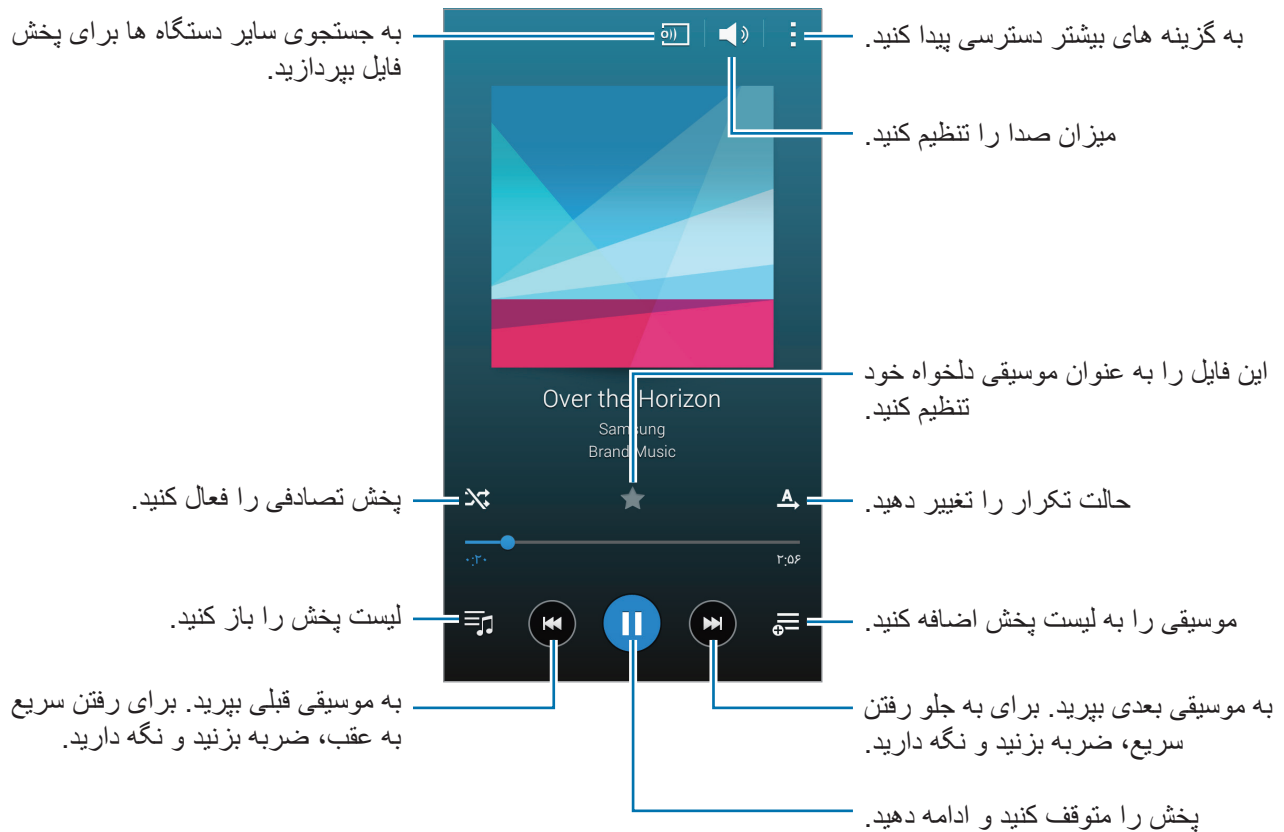 به جستجوی سایر دستگاه ها برای پخش
فایل بپردازید.
به گزینه های بیشتر دسترسی پیدا کنید.
میزان صدا را تنظیم کنید.
این فایل را به عنوان موسیقی دلخواه خود
تنظیم کنید.
Over the Horizon
Samsung
Brand Music
پخش تصادفی را فعال کنید.
A
حالت تکرار را تغییر دهید.
۰:۲۰
۲:۵۶
لیست پخش را باز کنید.
موسیقی را به لیست پخش اضافه کنید.
به موسیقی قبلی بپرید. برای رفتن سریع
به عقب، ضربه بزنید و نگه دارید.
به موسیقی بعدی بپرید. برای به جلو رفتن
سریع، ضربه بزنید و نگه دارید.
پخش را متوقف کنید و ادامه دهید.